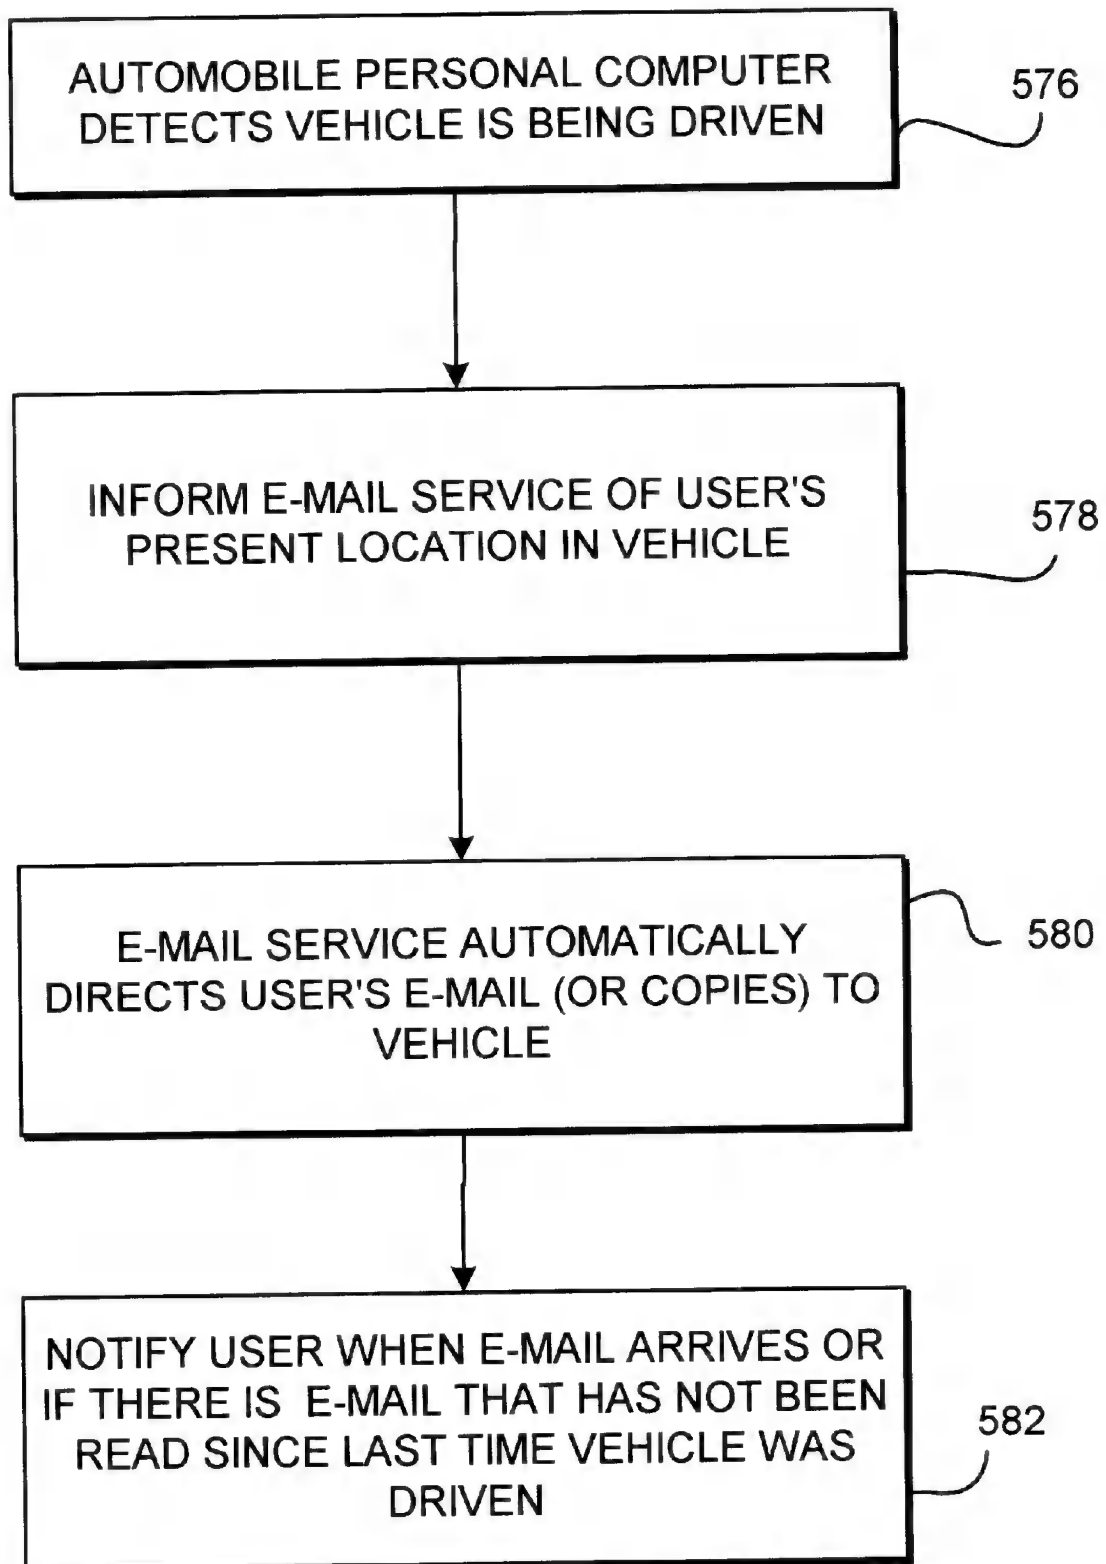 AUTOMOBILE PERSONAL COMPUTER
DETECTS VEHICLE IS BEING DRIVEN
576
INFORM E-MAIL SERVICE OF USER'S
PRESENT LOCATION IN VEHICLE
578
E-MAIL SERVICE AUTOMATICALLY
DIRECTS USER'S E-MAIL (OR COPIES) TO
VEHICLE
580
NOTIFY USER WHEN E-MAIL ARRIVES OR
IF THERE IS E-MAIL THAT HAS NOT BEEN
READ SINCE LAST TIME VEHICLE WAS
DRIVEN
582